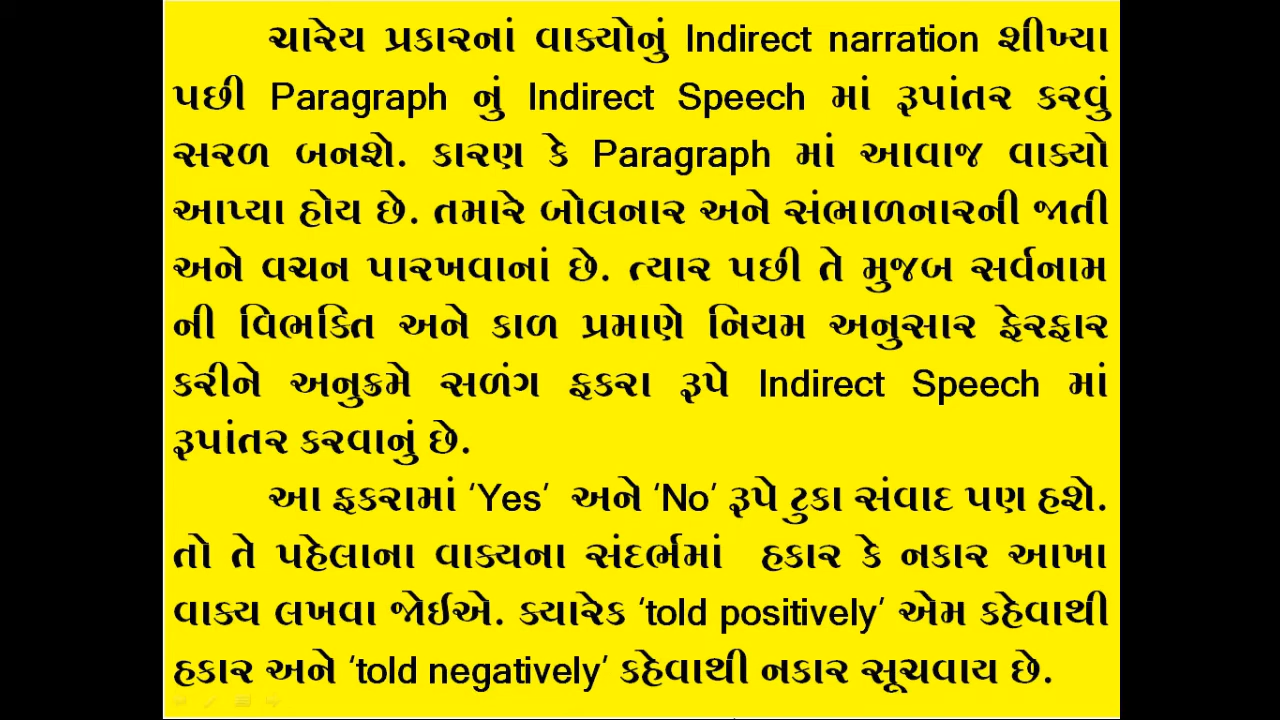 ચારેય પ્રકારનાં વાક્યોનું Indirect narration શીખ્યા
પછી Paragraph નું Indirect Speech માં રૂપાંતર કરવું
સરળ બનશે. કારણ કે Paragraph માં આવાજ વાક્યો
આપ્યા હોય છે. તમારે બોલનાર અને સંભાળનારની જાતી
અને વચન પારખવાનાં છે. ત્યાર પછી તે મુજબ સર્વનામ
ની વિભક્તિ અને કાળ પ્રમાણે નિયમ અનુસાર ફેરફાર
કરીને અનુક્રમે સળંગ ફકરા રૂપે Indirect Speech માં
રૂપાંતર કરવાનું છે.
આ ફકરામાં ‘Yes’ અને ‘No’ રૂપે ટુકા સંવાદ પણ હશે.
તો તે પહેલાના વાક્યના સંદર્ભમાં હકાર કે નકાર આખા
વાક્ય લખવા જોઈએ. ક્યારેક ‘told positively’ એમ કહેવાથી
હકાર અને ‘told negatively’ કહેવાથી નકાર સૂચવાય છે.